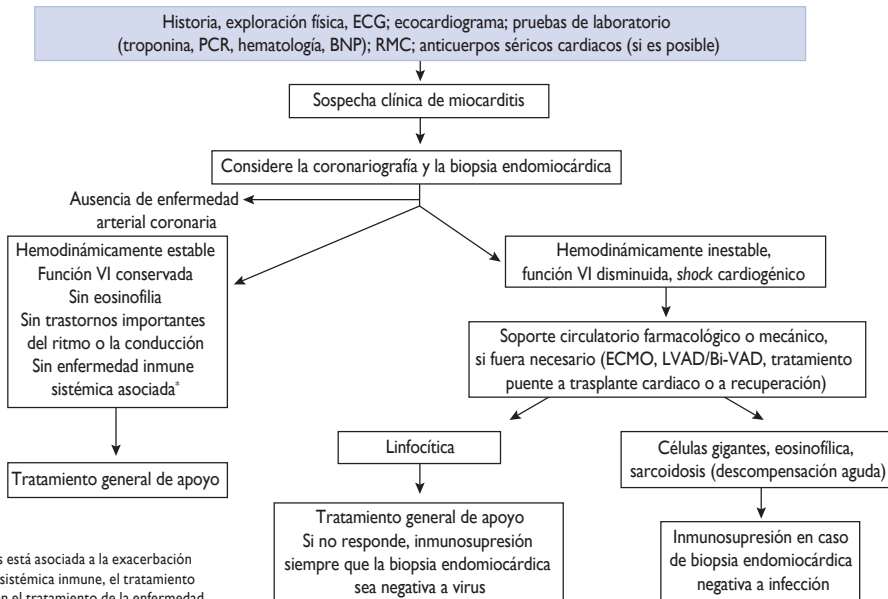 Historia, exploración física, ECG; ecocardiograma; pruebas de laboratorio
(troponina, PCR, hematología, BNP); RMC; anticuerpos séricos cardiacos (si es posible)
Sospecha clínica de miocarditis
Considere la coronariografía y la biopsia endomiocárdica
Ausencia de enfermedad
arterial coronaria
Hemodinámicamente estable
Función VI conservada
Sin eosinofilia
Sin trastornos importantes
del ritmo o la conducción
Sin enfermedad inmune
sistémica asociada*
Tratamiento general de apoyo
Hemodinámicamente inestable,
función VI disminuida, shock cardiogénico
Soporte circulatorio farmacológico o mecánico,
si fuera necesario (ECMO, LVAD/Bi-VAD, tratamiento
puente a trasplante cardiaco o a recuperación)
Linfocítica
Tratamiento general de apoyo
Si no responde, inmunosupresión
siempre que la biopsia endomiocárdica
sea negativa a virus
Células gigantes, eosinofílica,
sarcoidosis (descompensación aguda)
Inmunosupresión en caso
de biopsia endomiocárdica
negativa a infección
s está asociada a la exacerbación
sistémica inmune, el tratamiento
en el tratamiento de la enfermedad